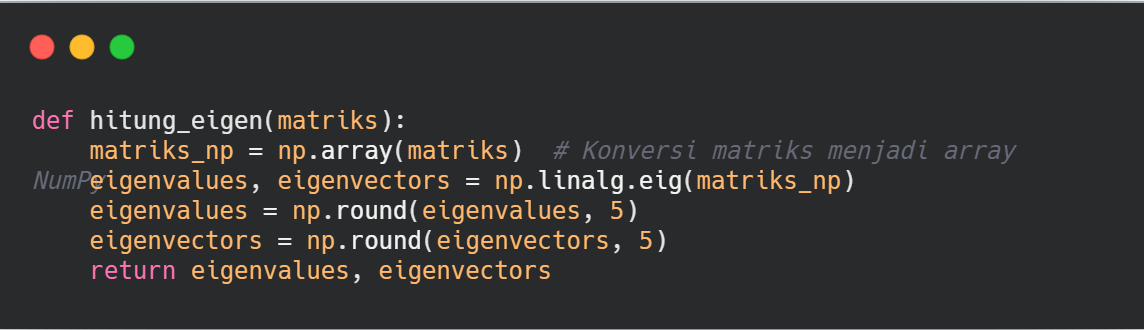 def hitung_eigen(matriks):
    matriks_np = np.array(matriks)  # Konversi matriks menjadi array
NumPy
    eigenvalues, eigenvectors = np.linalg.eig(matriks_np)
    eigenvalues = np.round(eigenvalues, 5)
    eigenvectors = np.round(eigenvectors, 5)
    return eigenvalues, eigenvectors